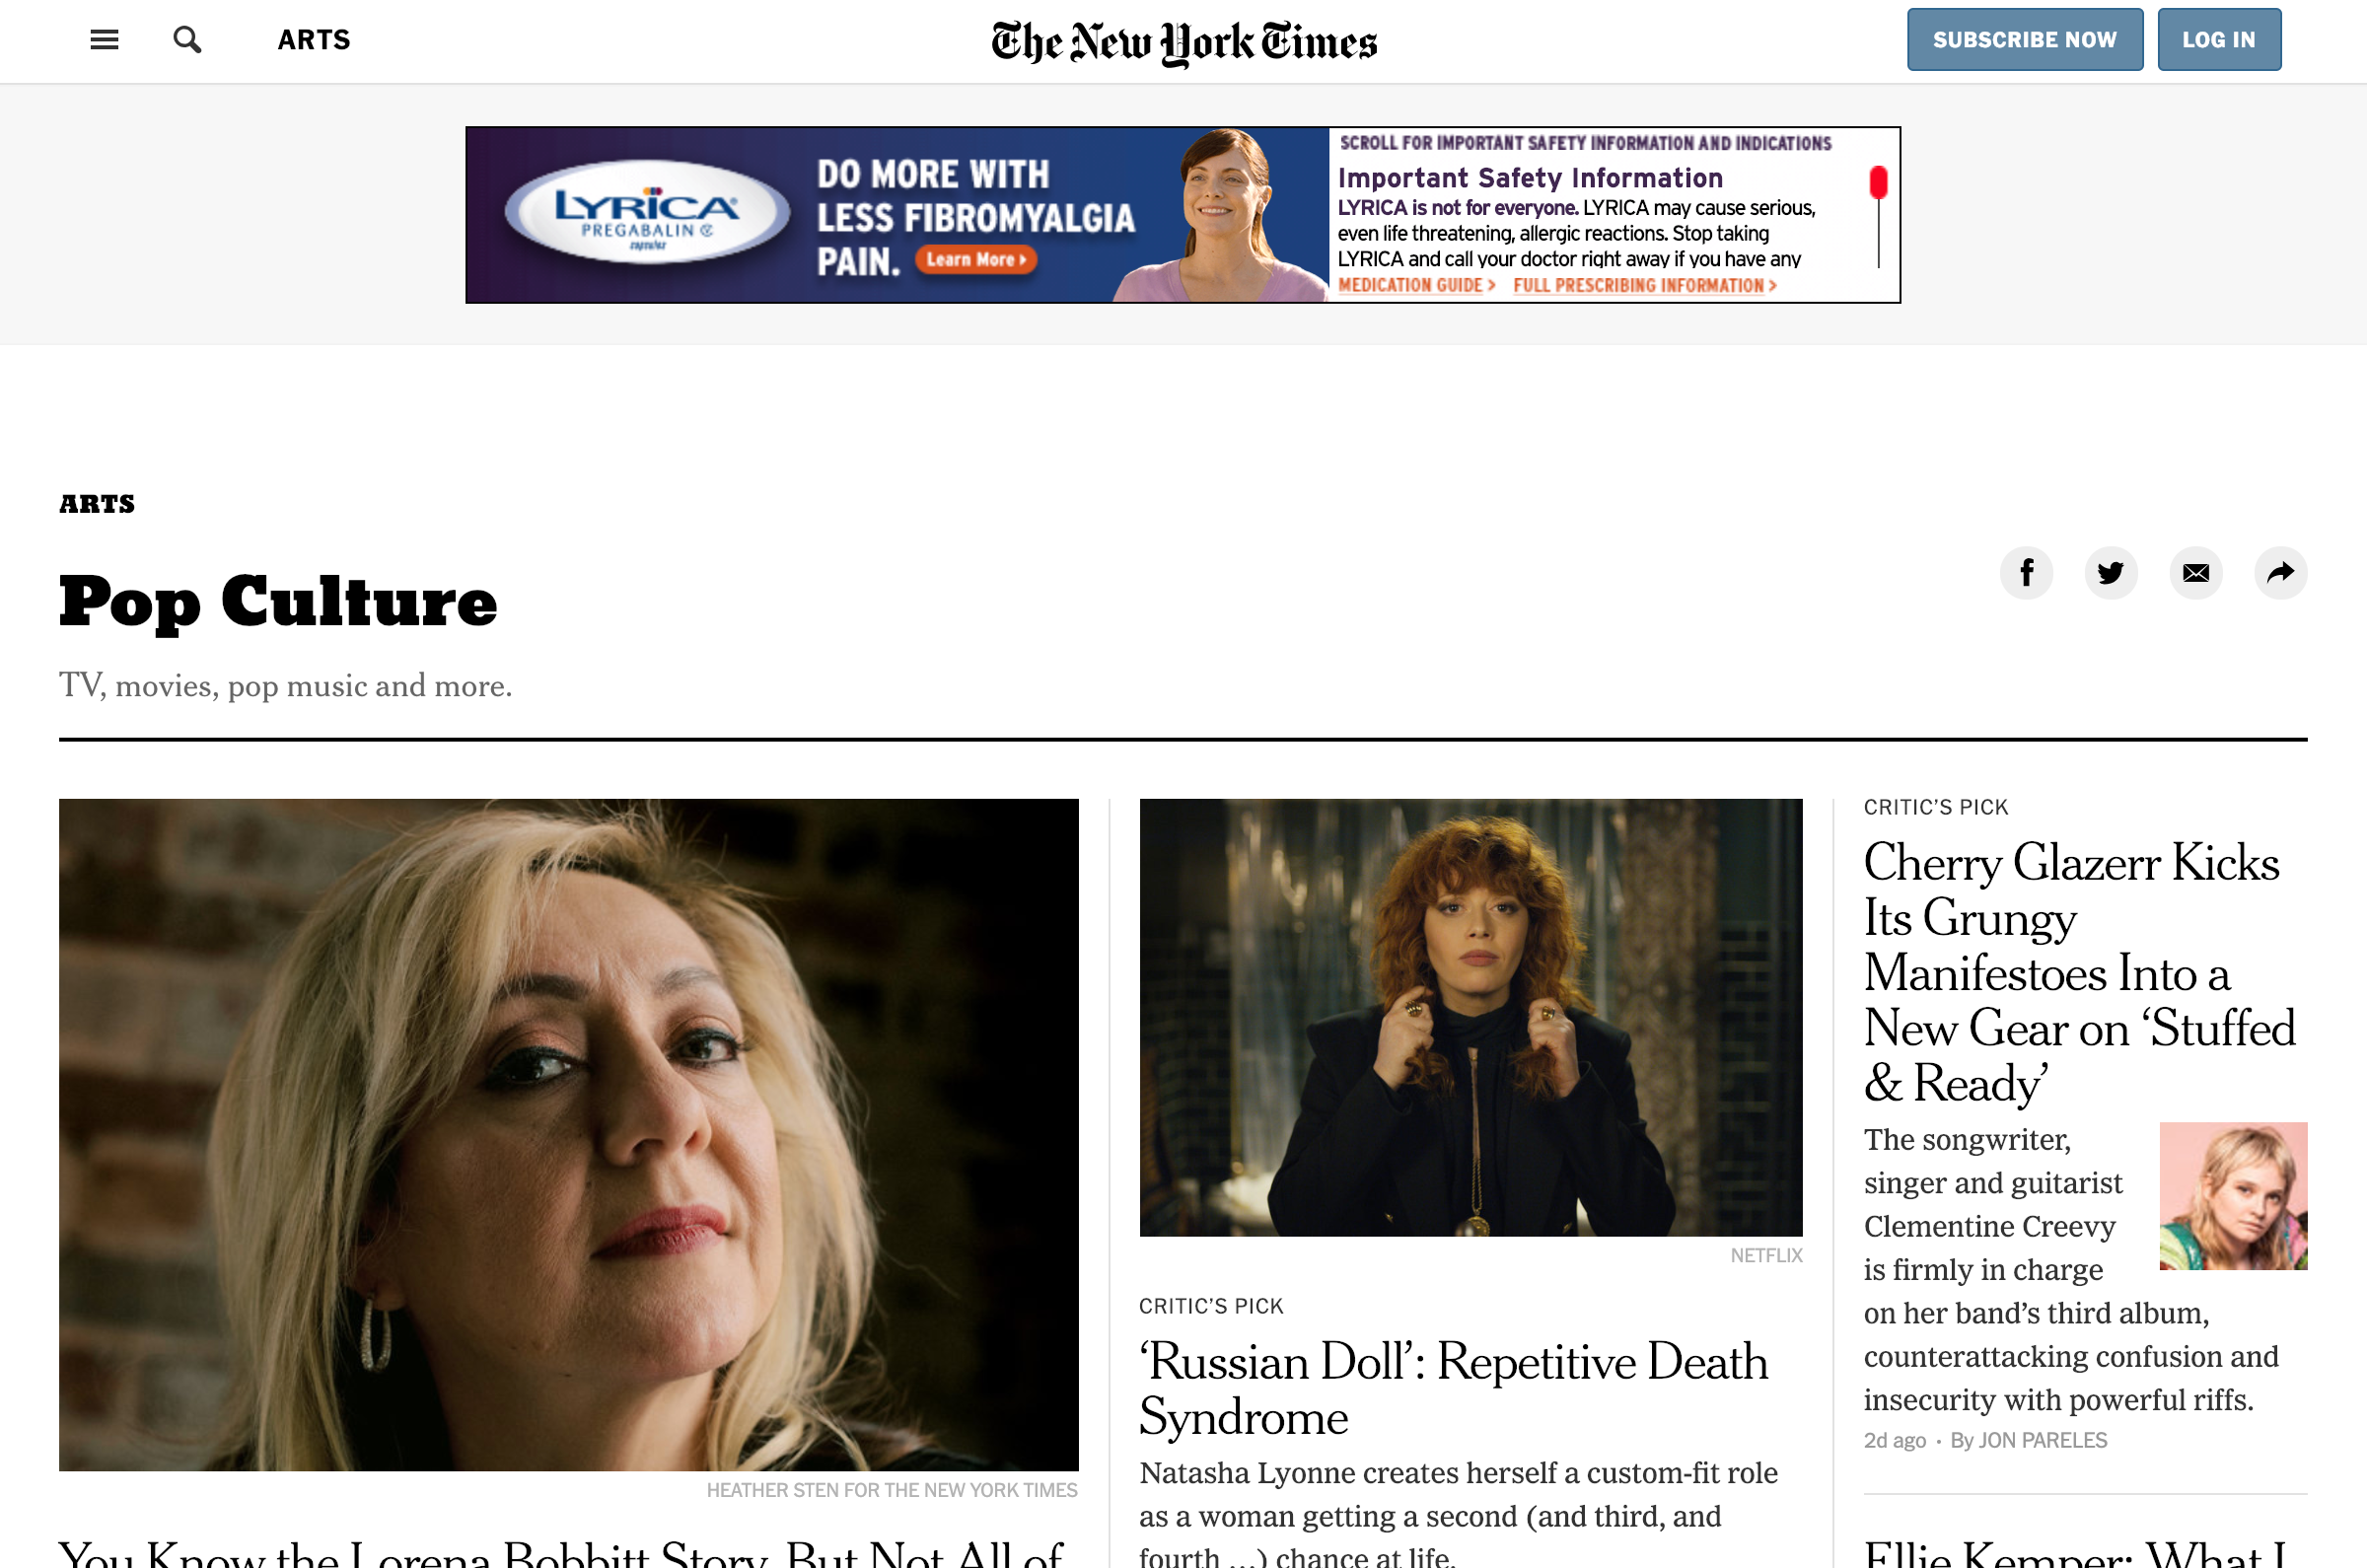 ARTS
The New York Times
SUBSCRIBE NOW
LOG IN
LYRICA
PREGABALIN
capsules
DO MORE WITH
LESS FIBROMYALGIA
PAIN.
Learn More
SCROLL FOR IMPORTANT SAFETY INFORMATION AND INDICATIONS
Important Safety Information
LYRICA is not for everyone. LYRICA may cause serious,
even life threatening, allergic reactions. Stop taking
LYRICA and call your doctor right away if you have any
MEDICATION GUIDE > FULL PRESCRIBING INFORMATION >
ARTS
Pop Culture
TV, movies, pop music and more.
HEATHER STEN FOR THE NEW YORK TIMES
You Know the Lorena Bobbitt Story. But Not All of
NETFLIX
CRITIC’S PICK
‘Russian Doll’: Repetitive Death
Syndrome
Natasha Lyonne creates herself a custom-fit role
as a woman getting a second (and third, and
fourth …) chance at life.
CRITIC’S PICK
Cherry Glazerr Kicks
Its Grungy
Manifestoes Into a
New Gear on ‘Stuffed
& Ready’
The songwriter,
singer and guitarist
Clementine Creevy
is firmly in charge
on her band’s third album,
counterattacking confusion and
insecurity with powerful riffs.
2d ago • By JON PARELES
Ellie Kemper: What I